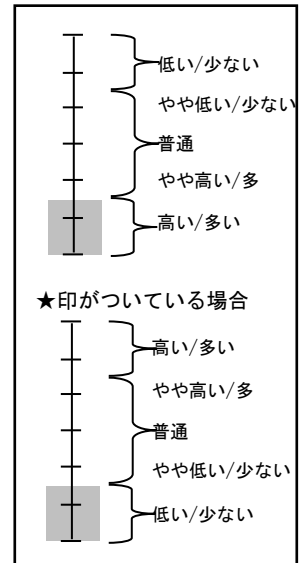 低い/少ない
やや低い/少ない
普通
やや高い/多
高い/多い
★印がついている場合
高い/多い
やや高い/多
普通
やや低い/少ない
低い/少ない